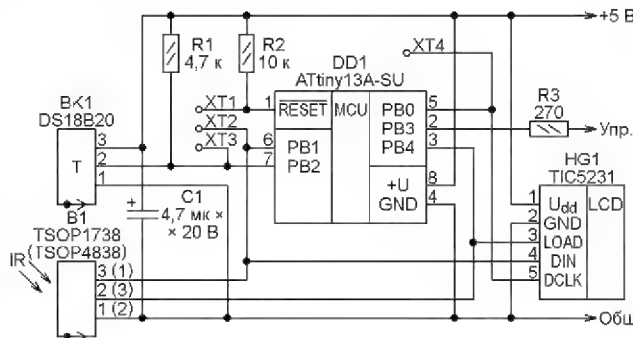 +5 В
R1
4,7 к
R2
10 к
DD1
ATtiny13A-SU
XT4
R3
270
Упр.
BK1
DS18B20
3
2
1
T
XT1
XT2
XT3
1
6
7
RESET
PB1
PB2
MCU
PB0
PB3
PB4
+U
GND
5
2
3
8
4
C1
4,7 мк ×
× 20 В
+
HG1
TIC5231
1
2
3
4
5
Udd
GND
LOAD
DIN
DCLK
LCD
B1
TSOP1738
(TSOP4838)
IR
3 (1)
2 (3)
1 (2)
Общ